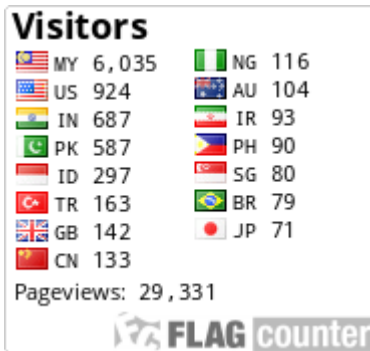 Visitors
MY 6,035
US 924
IN 687
PK 587
ID 297
TR 163
GB 142
CN 133
NG 116
AU 104
IR 93
PH 90
SG 80
BR 79
JP 71
Pageviews: 29,331
FC FLAG counter